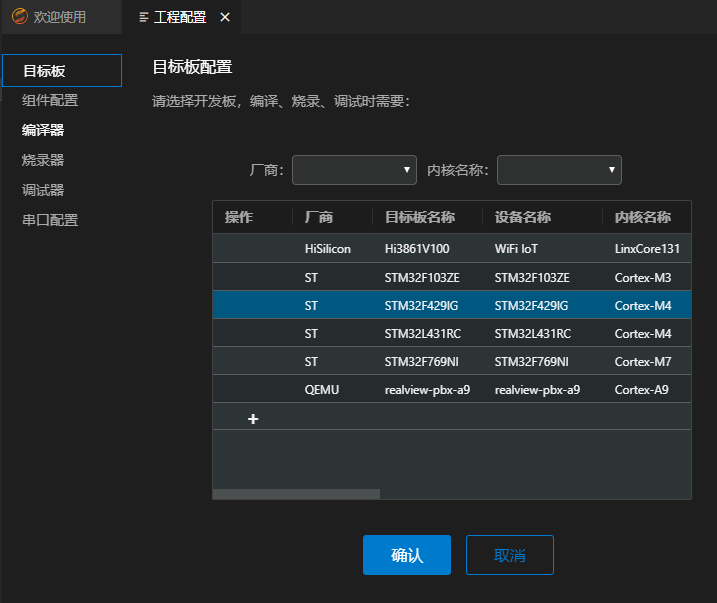 欢迎使用 工程配置 ×
目标板
组件配置
编译器
烧录器
调试器
串口配置
目标板配置
请选择开发板，编译、烧录、调试时需要：
厂商： 内核名称：
操作 厂商 目标板名称 设备名称 内核名称
HiSilicon Hi3861V100 WiFi IoT LinxCore131
ST STM32F103ZE STM32F103ZE Cortex-M3
ST STM32F429IG STM32F429IG Cortex-M4
ST STM32L431RC STM32L431RC Cortex-M4
ST STM32F769NI STM32F769NI Cortex-M7
QEMU realview-pbx-a9 realview-pbx-a9 Cortex-A9
+
确认 取消